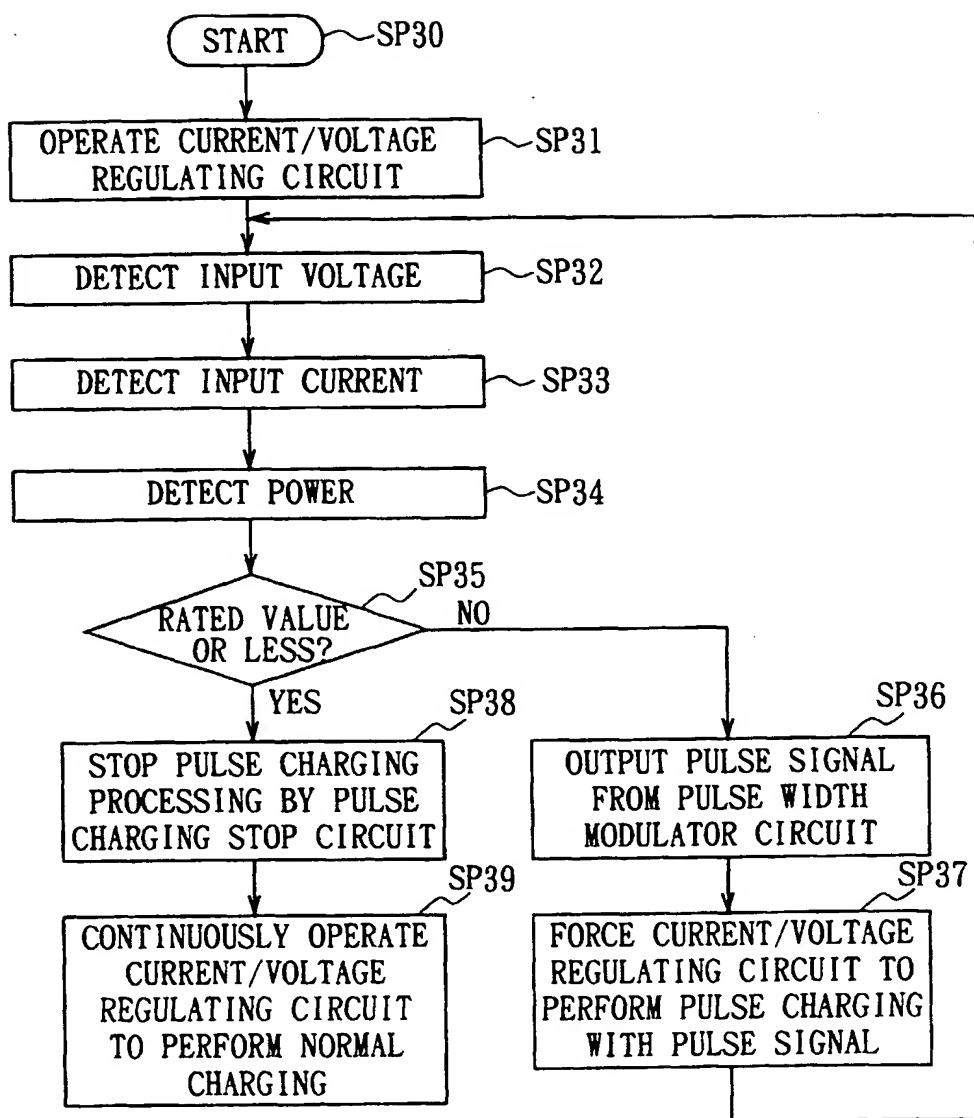 START
SP30
OPERATE CURRENT/VOLTAGE
REGULATING CIRCUIT
SP31
DETECT INPUT VOLTAGE
SP32
DETECT INPUT CURRENT
SP33
DETECT POWER
SP34
SP35
RATED VALUE
OR LESS?
NO
YES
SP38
STOP PULSE CHARGING
PROCESSING BY PULSE
CHARGING STOP CIRCUIT
SP36
OUTPUT PULSE SIGNAL
FROM PULSE WIDTH
MODULATOR CIRCUIT
SP39
CONTINUOUSLY OPERATE
CURRENT/VOLTAGE
REGULATING CIRCUIT
TO PERFORM NORMAL
CHARGING
SP37
FORCE CURRENT/VOLTAGE
REGULATING CIRCUIT TO
PERFORM PULSE CHARGING
WITH PULSE SIGNAL